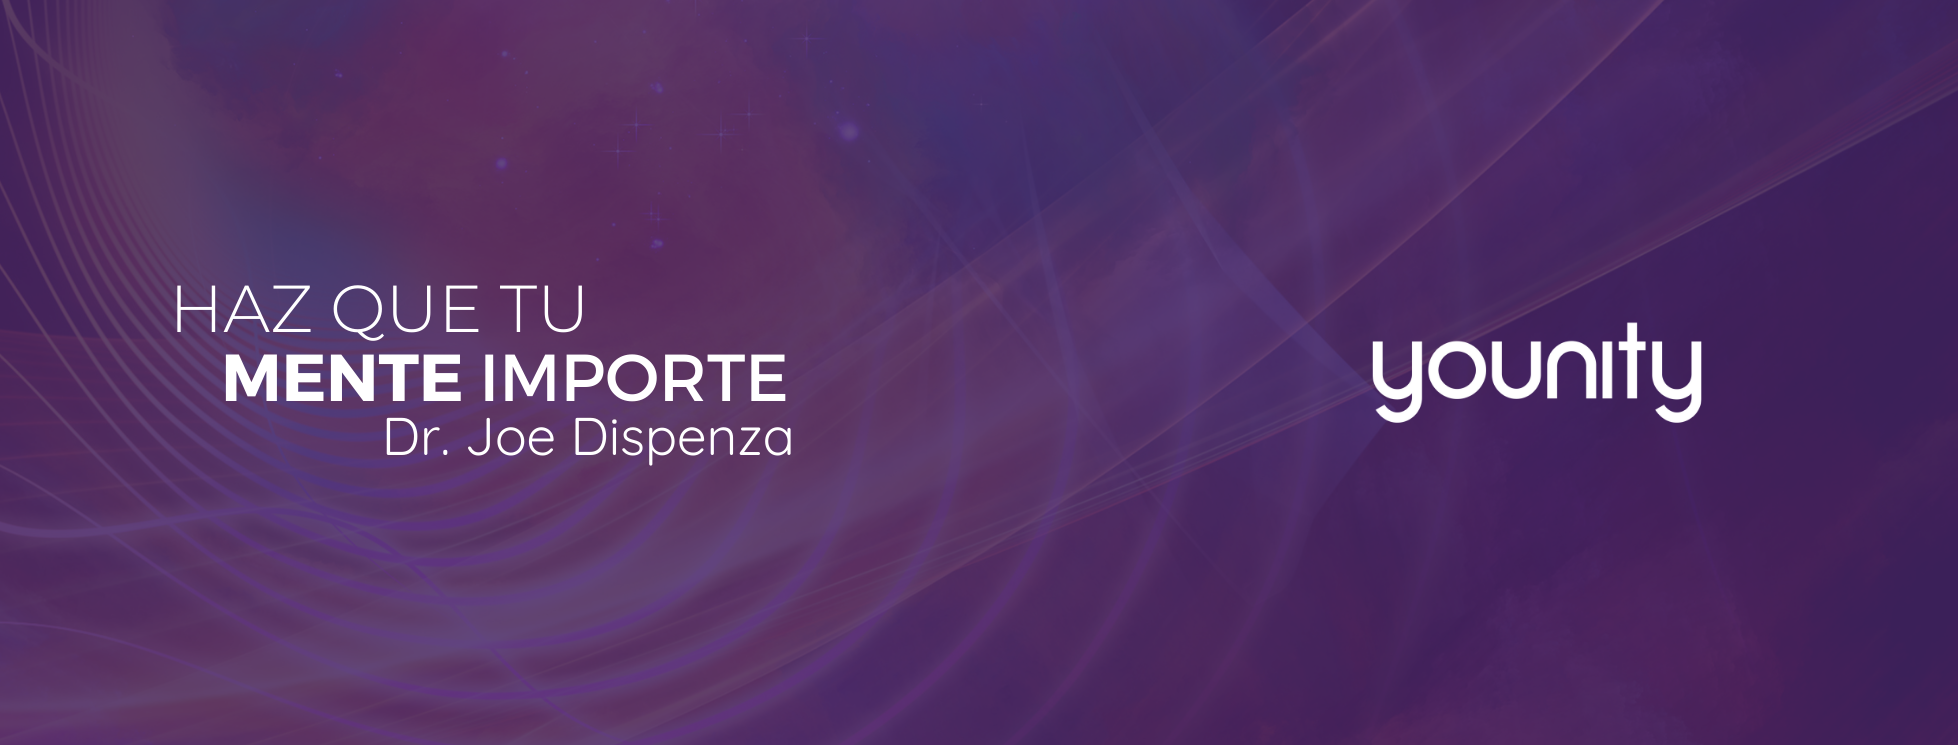 HAZ QUE TU
MENTE IMPORTE
Dr. Joe Dispenza
younity